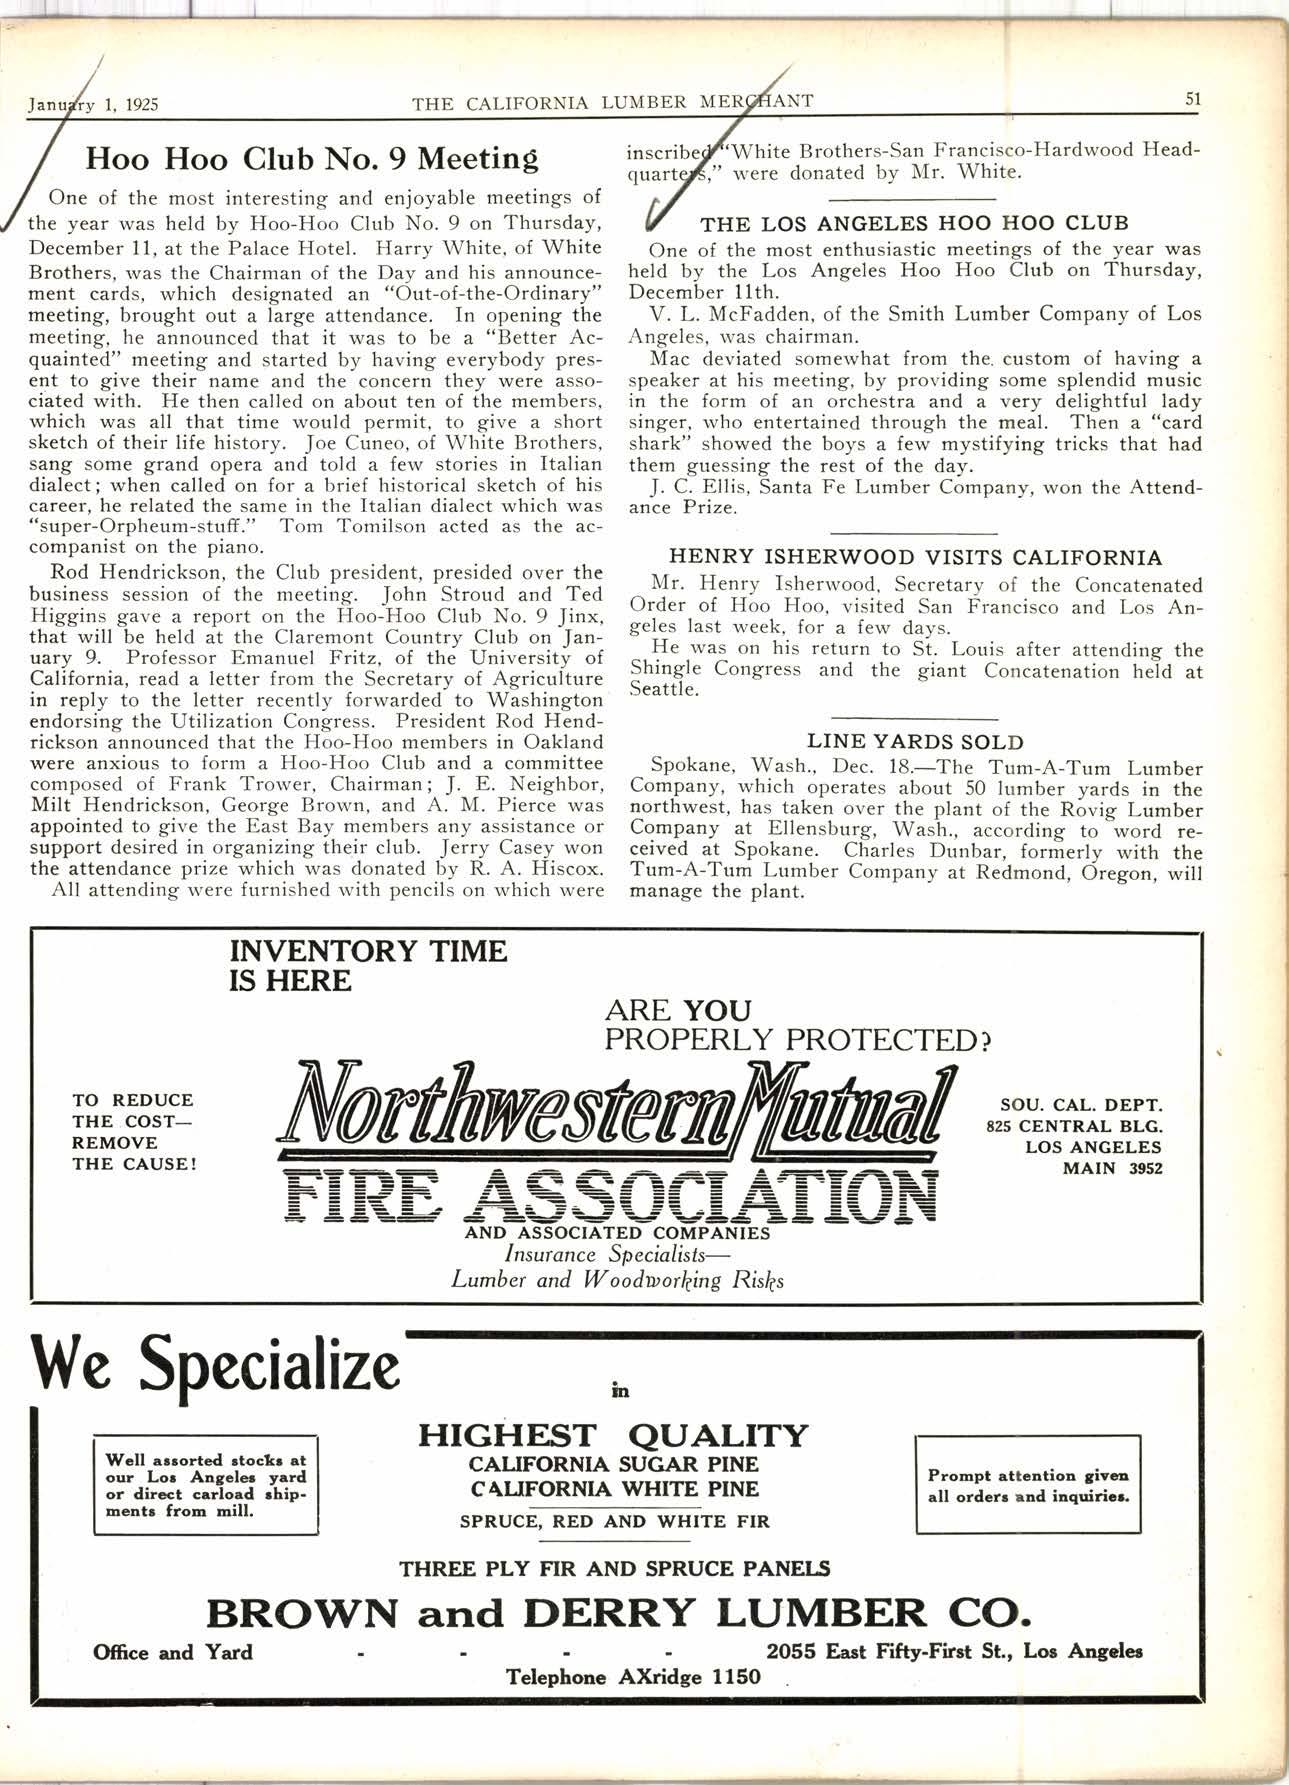 January 1, 1925
THE CALIFORNIA LUMBER MERCHANT
51
Hoo Hoo Club No. 9 Meeting
One of the most interesting and enjoyable meetings of
the year was held by Hoo-Hoo Club No. 9 on Thursday,
December 11, at the Palace Hotel. Harry White, of White
Brothers, was the Chairman of the Day and his announce-
ment cards, which designated an "Out-of-the-Ordinary"
meeting, brought out a large attendance. In opening the
meeting, he announced that it was to be a "Better Ac-
quainted" meeting and started by having everybody pres-
ent to give their name and the concern they were asso-
ciated with. He then called on about ten of the members,
which was all that time would permit, to give a short
sketch of their life history. Joe Cuneo, of White Brothers,
sang some grand opera and told a few stories in Italian
dialect; when called on for a brief historical sketch of his
career, he related the same in the Italian dialect which was
"super-Orpheum-stuff." Tom Tomilson acted as the ac-
companist on the piano.
Rod Hendrickson, the Club president, presided over the
business session of the meeting. John Stroud and Ted
Higgins gave a report on the Hoo-Hoo Club No. 9 Jinx,
that will be held at the Claremont Country Club on Jan-
uary 9. Professor Emanuel Fritz, of the University of
California, read a letter from the Secretary of Agriculture
in reply to the letter recently forwarded to Washington
endorsing the Utilization Congress. President Rod Hend-
rickson announced that the Hoo-Hoo members in Oakland
were anxious to form a Hoo-Hoo Club and a committee
composed of Frank Trower, Chairman; J. E. Neighbor,
Milt Hendrickson, George Brown, and A. M. Pierce was
appointed to give the East Bay members any assistance or
support desired in organizing their club. Jerry Casey won
the attendance prize which was donated by R. A. Hiscox.
All attending were furnished with pencils on which were
inscribed "White Brothers-San Francisco-Hardwood Head-
quarters," were donated by Mr. White.
THE LOS ANGELES HOO HOO CLUB
One of the most enthusiastic meetings of the year was
held by the Los Angeles Hoo Hoo Club on Thursday,
December 11th.
V. L. McFadden, of the Smith Lumber Company of Los
Angeles, was chairman.
Mac deviated somewhat from the. custom of having a
speaker at his meeting, by providing some splendid music
in the form of an orchestra and a very delightful lady
singer, who entertained through the meal. Then a "card
shark" showed the boys a few mystifying tricks that had
them guessing the rest of the day.
J. C. Ellis, Santa Fe Lumber Company, won the Attend-
ance Prize.
HENRY ISHERWOOD VISITS CALIFORNIA
Mr. Henry Isherwood, Secretary of the Concatenated
Order of Hoo Hoo, visited San Francisco and Los An-
geles last week, for a few days.
He was on his return to St. Louis after attending the
Shingle Congress and the giant Concatenation held at
Seattle.
LINE YARDS SOLD
Spokane, Wash., Dec. 18.—The Tum-A-Tum Lumber
Company, which operates about 50 lumber yards in the
northwest, has taken over the plant of the Rovig Lumber
Company at Ellensburg, Wash., according to word re-
ceived at Spokane. Charles Dunbar, formerly with the
Tum-A-Tum Lumber Company at Redmond, Oregon, will
manage the plant.
INVENTORY TIME
IS HERE
ARE YOU
PROPERLY PROTECTED?
TO REDUCE
THE COST—
REMOVE
THE CAUSE!
Northwestern Mutual
FIRE ASSOCIATION
AND ASSOCIATED COMPANIES
Insurance Specialists—
Lumber and Woodworking Risks
SOU. CAL. DEPT.
825 CENTRAL BLG.
LOS ANGELES
MAIN 3952
We Specialize
in
HIGHEST QUALITY
CALIFORNIA SUGAR PINE
CALIFORNIA WHITE PINE
SPRUCE, RED AND WHITE FIR
THREE PLY FIR AND SPRUCE PANELS
Well assorted stocks at
our Los Angeles yard
or direct carload ship-
ments from mill.
Prompt attention given
all orders and inquiries.
BROWN and DERRY LUMBER CO.
Office and Yard - - - - 2055 East Fifty-First St., Los Angeles
Telephone AXridge 1150